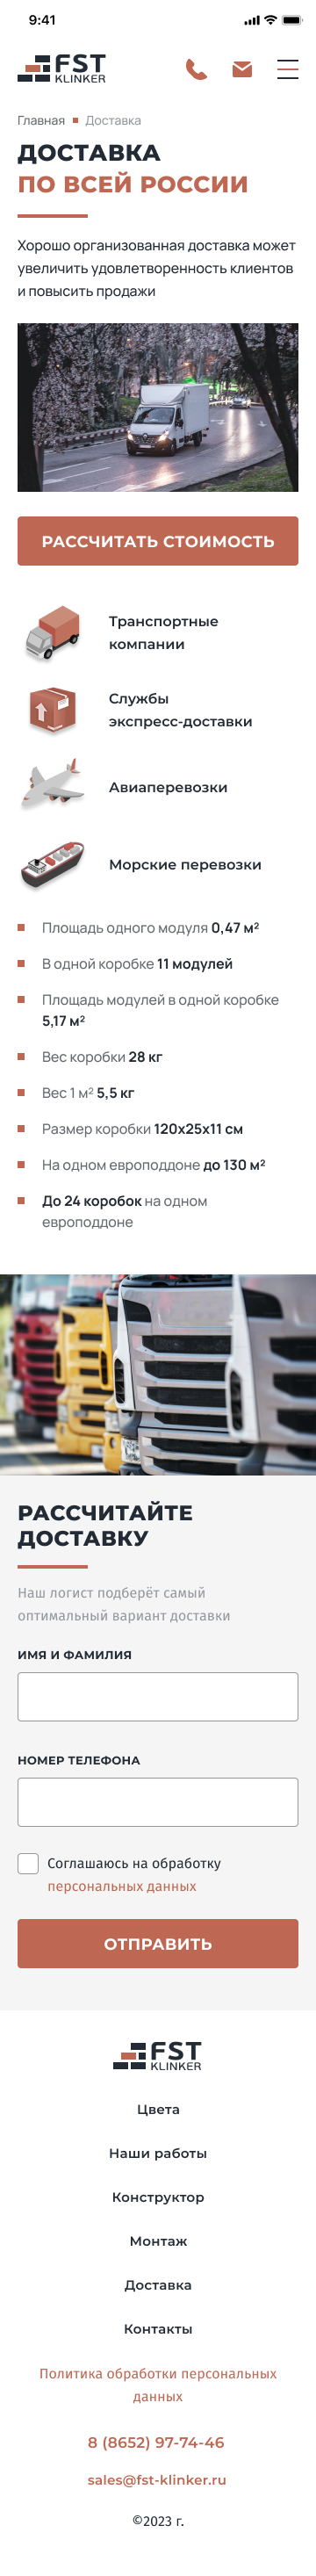 9:41
FST
KLINKER
Главная Доставка
ДОСТАВКА
ПО ВСЕЙ РОССИИ
Хорошо организованная доставка может
увеличить удовлетворенность клиентов
и повысить продажи
РАССЧИТАТЬ СТОИМОСТЬ
Транспортные
компании
Службы
экспресс-доставки
Авиаперевозки
Морские перевозки
Площадь одного модуля 0,47 м²
В одной коробке 11 модулей
Площадь модулей в одной коробке
5,17 м²
Вес коробки 28 кг
Вес 1 м² 5,5 кг
Размер коробки 120х25х11 см
На одном европоддоне до 130 м²
До 24 коробок на одном
европоддоне
РАССЧИТАЙТЕ
ДОСТАВКУ
Наш логист подберёт самый
оптимальный вариант доставки
ИМЯ И ФАМИЛИЯ
НОМЕР ТЕЛЕФОНА
Соглашаюсь на обработку
персональных данных
ОТПРАВИТЬ
FST
KLINKER
Цвета
Наши работы
Конструктор
Монтаж
Доставка
Контакты
Политика обработки персональных
данных
8 (8652) 97-74-46
sales@fst-klinker.ru
©2023 г.